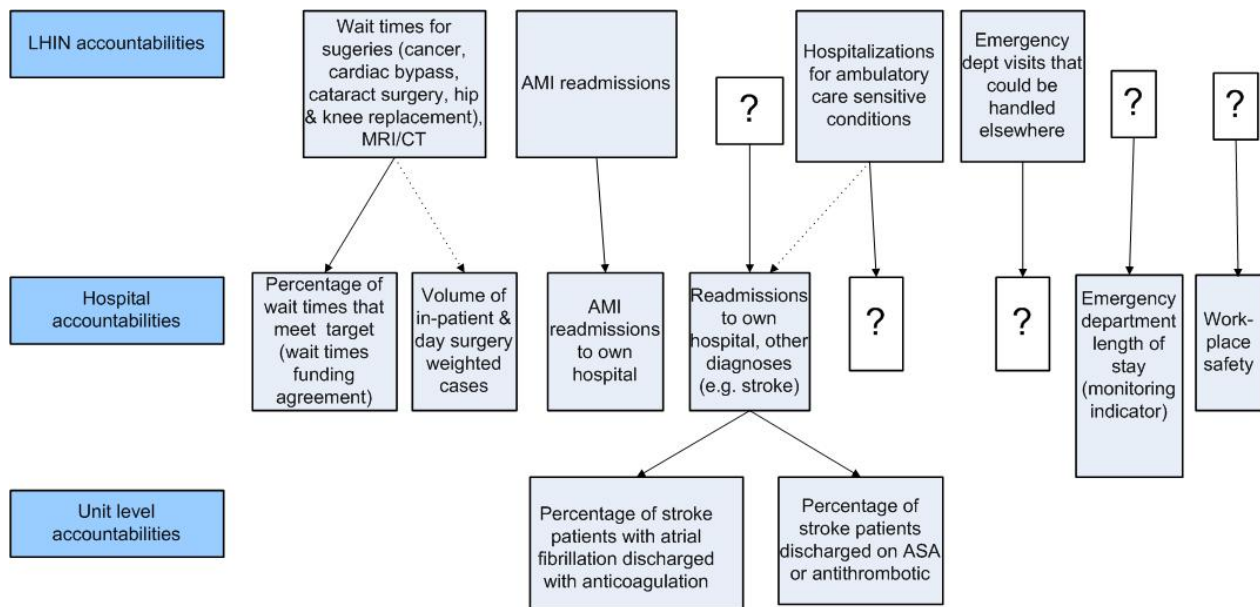 LHIN accountabilities
Wait times for
sugeries (cancer,
cardiac bypass,
cataract surgery, hip
& knee replacement),
MRI/CT
AMI readmissions
?
Hospitalizations
for ambulatory
care sensitive
conditions
Emergency
dept visits that
could be
handled
elsewhere
?
?
Hospital
accountabilities
Percentage of
wait times that
meet target
(wait times
funding
agreement)
Volume of
in-patient &
day surgery
weighted
cases
AMI
readmissions
to own
hospital
Readmissions
to own
hospital, other
diagnoses
(e.g. stroke)
?
?
Emergency
department
length of
stay
(monitoring
indicator)
Work-
place
safety
Unit level
accountabilities
Percentage of stroke
patients with atrial
fibrillation discharged
with anticoagulation
Percentage of
stroke patients
discharged on ASA
or antithrombotic